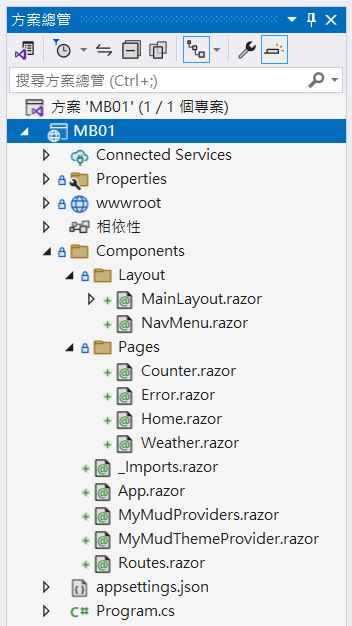 方案總管
搜尋方案總管 (Ctrl+;)
方案 'MB01' (1 / 1 個專案)
MB01
Connected Services
Properties
wwwroot
相依性
Components
Layout
MainLayout.razor
NavMenu.razor
Pages
Counter.razor
Error.razor
Home.razor
Weather.razor
_Imports.razor
App.razor
MyMudProviders.razor
MyMudThemeProvider.razor
Routes.razor
appsettings.json
C# Program.cs